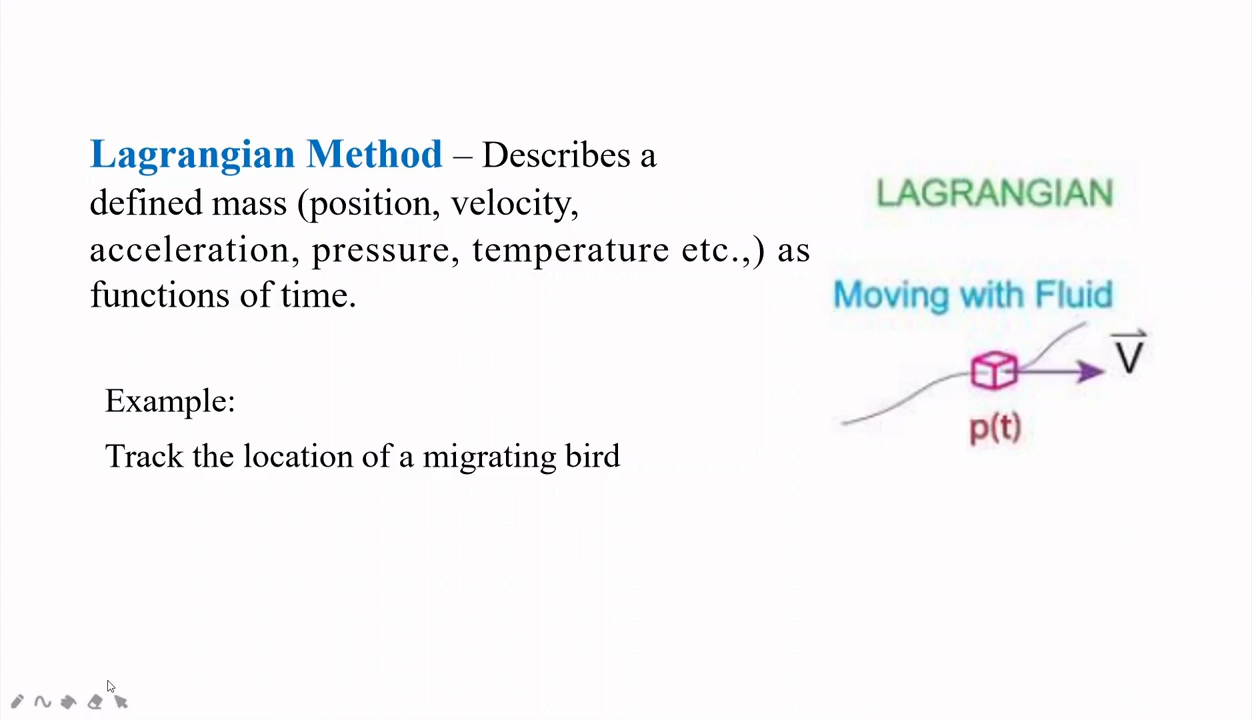 Lagrangian Method – Describes a
defined mass (position, velocity,
acceleration, pressure, temperature etc.,) as
functions of time.
Example:
Track the location of a migrating bird
LAGRANGIAN
Moving with Fluid
V
p(t)